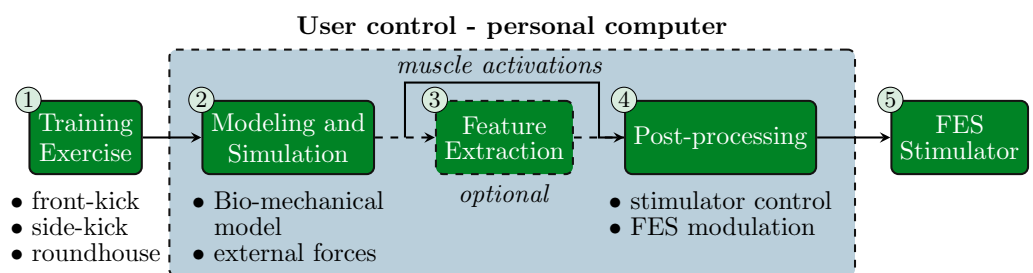 User control - personal computer
muscle activations
1
Training
Exercise
2
Modeling and
Simulation
3
Feature
Extraction
optional
4
Post-processing
5
FES
Stimulator
• front-kick
• side-kick
• roundhouse
• Bio-mechanical
model
• external forces
• stimulator control
• FES modulation